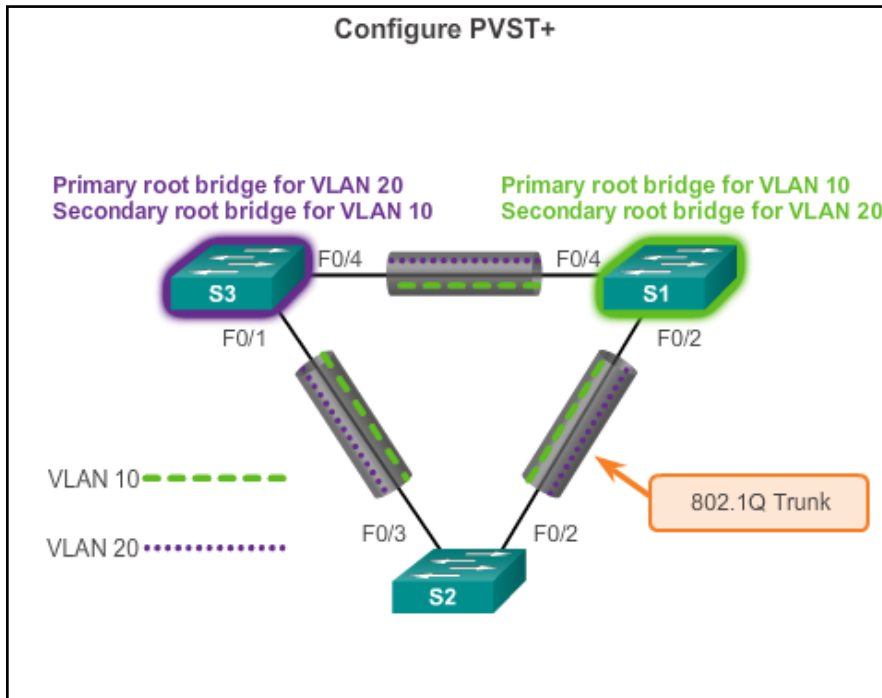 Configure PVST+
Primary root bridge for VLAN 20
Secondary root bridge for VLAN 10
Primary root bridge for VLAN 10
Secondary root bridge for VLAN 20
F0/4
F0/4
S3
S1
F0/1
F0/2
VLAN 10
802.1Q Trunk
VLAN 20
F0/3
F0/2
S2